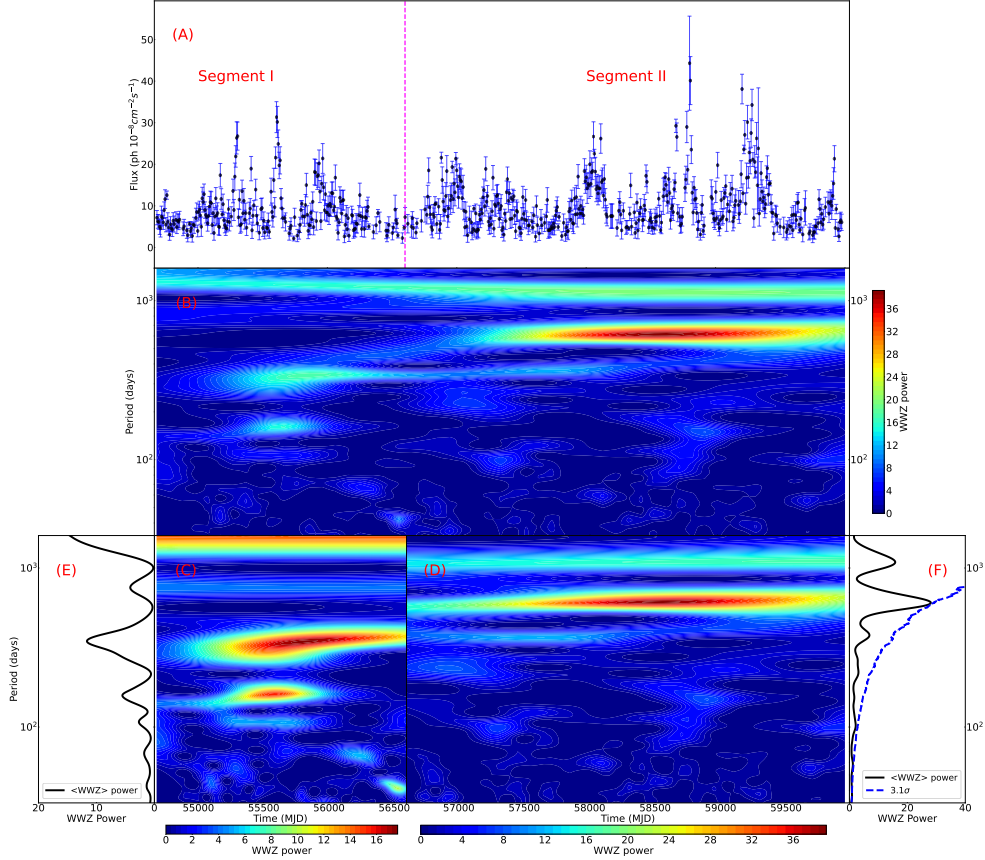 (A)
Segment I
Segment II
Flux (ph 10⁻⁸cm⁻²s⁻¹)
50
40
30
20
10
0
(B)
Period (days)
10³
10²
10³
10²
36
32
28
24
20
16
12
8
4
0
WWZ power
(E)
(C)
(D)
(F)
Period (days)
10³
10²
10³
10²
<WWZ> power
<WWZ> power
3.1σ
20
10
0
WWZ Power
55000
55500
56000
56500
57000
58000
58500
59000
59500
Time (MJD)
Time (MJD)
0
20
40
WWZ Power
0 2 4 6 8 10 12 14 16
WWZ power
0 4 8 12 16 20 24 28 32 36
WWZ power